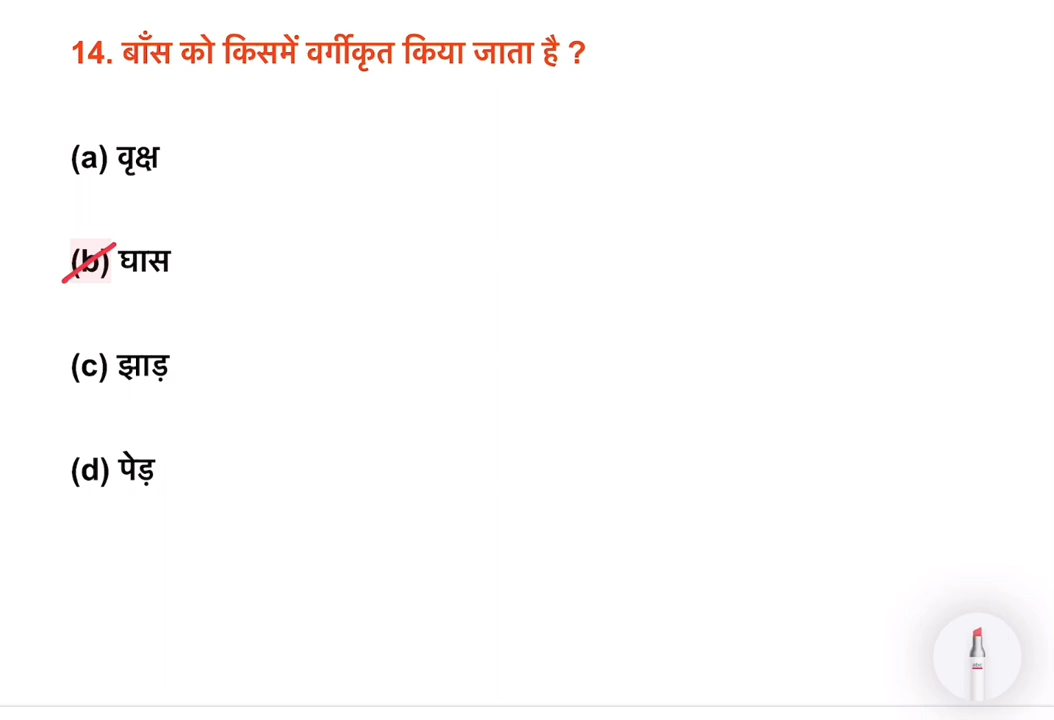 14. बाँस को किसमें वर्गीकृत किया जाता है ?
(a) वृक्ष
(b) घास
(c) झाड़
(d) पेड़